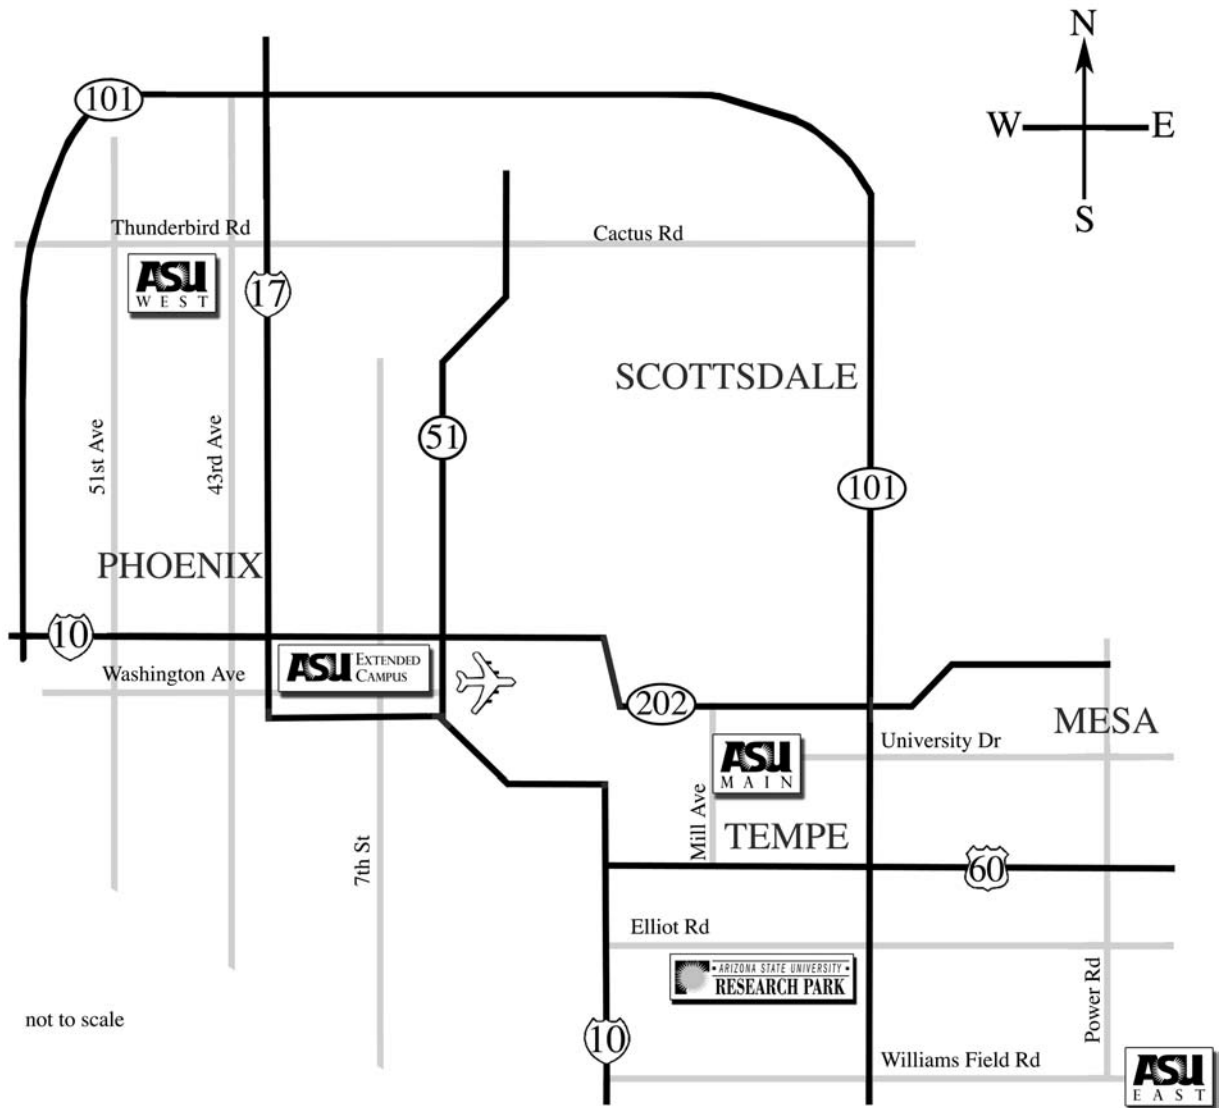 N
W E
S
101
Thunderbird Rd
Cactus Rd
ASU
WEST
17
SCOTTSDALE
51st Ave
43rd Ave
51
101
PHOENIX
10
Washington Ave
ASU EXTENDED
CAMPUS
202
MESA
University Dr
ASU
MAIN
Mill Ave
TEMPE
7th St
60
Elliot Rd
• ARIZONA STATE UNIVERSITY •
RESEARCH PARK
Power Rd
not to scale
10
Williams Field Rd
ASU
EAST